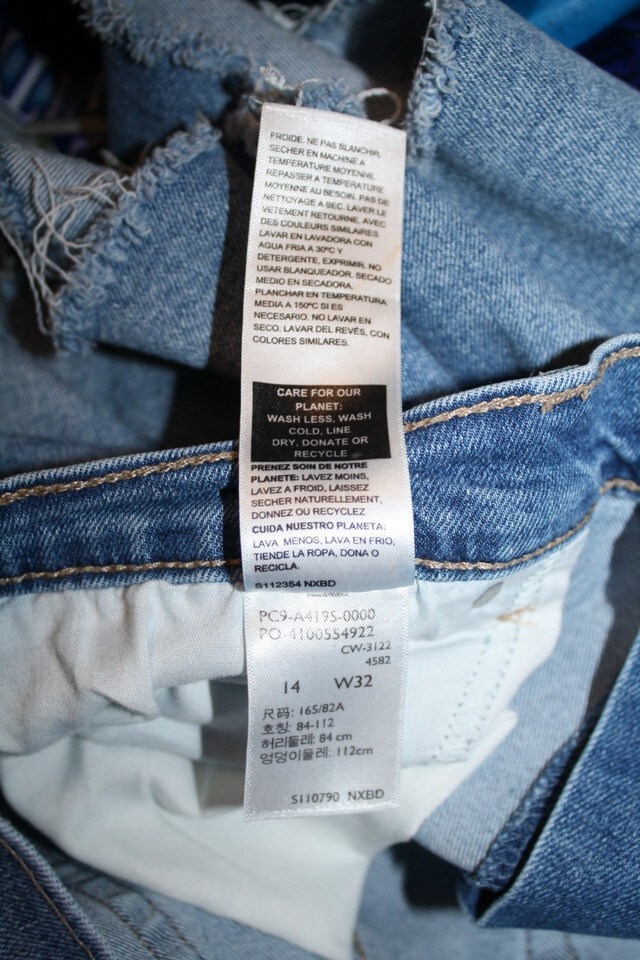 FROIDE. NE PAS BLANCHIR.
SECHER EN MACHINE A
TEMPERATURE MOYENNE.
REPASSER A TEMPERATURE
MOYENNE AU BESOIN. PAS DE
NETTOYAGE A SEC. LAVER LE
VETEMENT RETOURNE, AVEC
DES COULEURS SIMILAIRES.
LAVAR EN LAVADORA CON
AGUA FRIA A 30ºC Y
DETERGENTE, EXPRIMIR. NO
USAR BLANQUEADOR. SECADO
MEDIO EN SECADORA.
PLANCHAR EN TEMPERATURA
MEDIA A 150ºC SI ES
NECESARIO. NO LAVAR EN
SECO. LAVAR DEL REVÉS, CON
COLORES SIMILARES.
CARE FOR OUR
PLANET:
WASH LESS, WASH
COLD, LINE
DRY, DONATE OR
RECYCLE
PRENEZ SOIN DE NOTRE
PLANETE: LAVEZ MOINS,
LAVEZ A FROID, LAISSEZ
SECHER NATURELLEMENT,
DONNEZ OU RECYCLEZ
CUIDA NUESTRO PLANETA:
LAVA MENOS, LAVA EN FRIO,
TIENDE LA ROPA, DONA O
RECICLA.
S112354 NXBD
PC9-A419S-0000
PO 4100554922
CW-3122
4582
14 W32
尺码: 165/82A
호칭: 84-112
허리둘레: 84 cm
엉덩이둘레: 112cm
S110790 NXBD